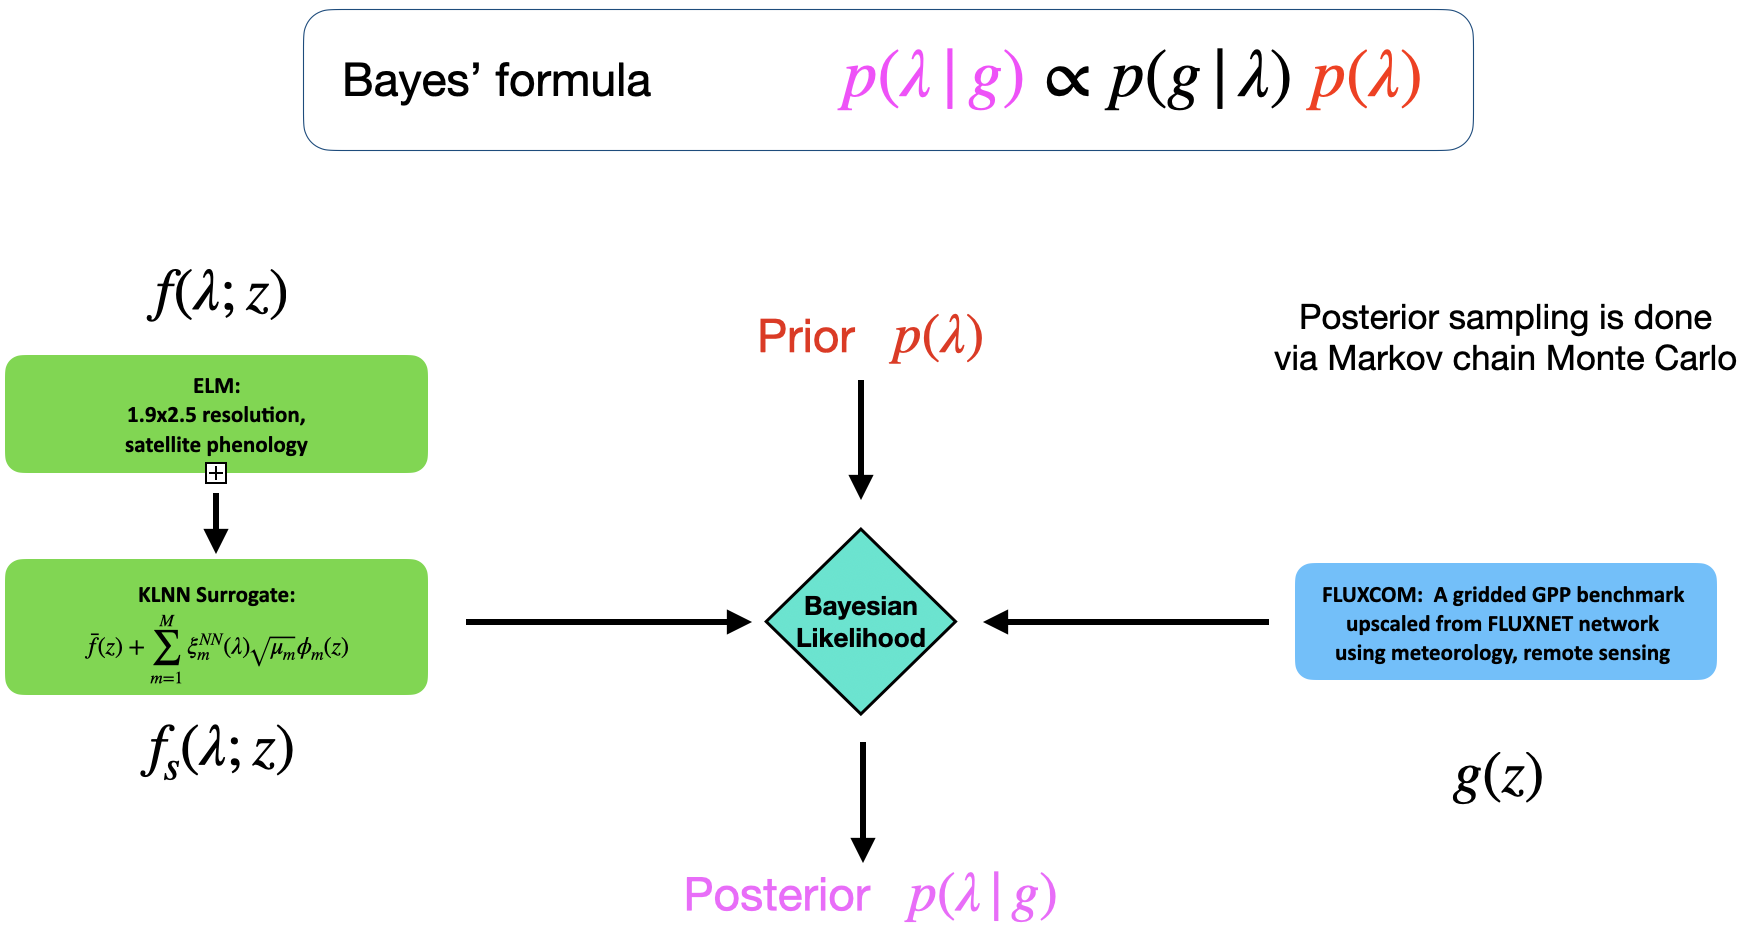 Bayes’ formula p(λ | g) ∝ p(g | λ) p(λ)
f(λ; z)
ELM:
1.9x2.5 resolution,
satellite phenology
KLNN Surrogate:
f̄(z) + ∑_{m=1}^{M} ξ_m^{NN}(λ)√μ_m ϕ_m(z)
f_s(λ; z)
Prior p(λ)
Bayesian
Likelihood
Posterior p(λ | g)
Posterior sampling is done
via Markov chain Monte Carlo
FLUXCOM: A gridded GPP benchmark
upscaled from FLUXNET network
using meteorology, remote sensing
g(z)